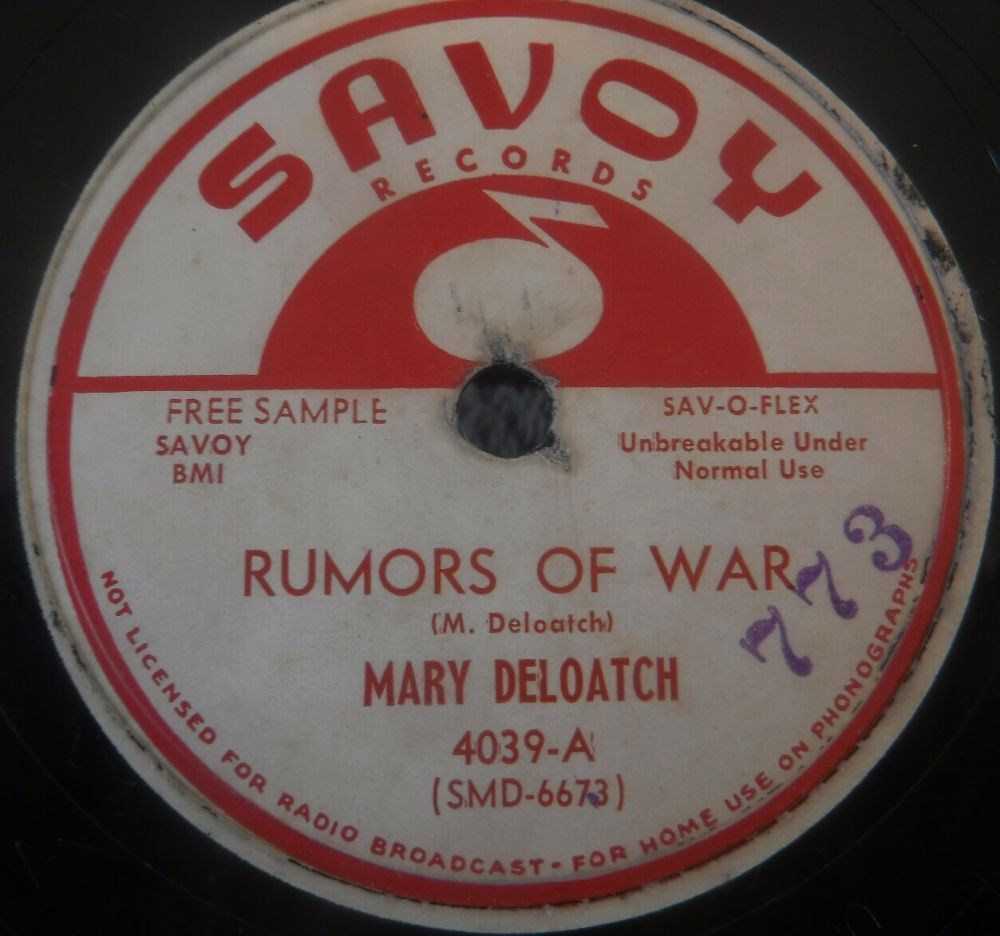 SAVOY
RECORDS
FREE SAMPLE
SAVOY
BMI
SAV-O-FLEX
Unbreakable Under
Normal Use
RUMORS OF WAR
(M. Deloatch)
MARY DELOATCH
4039-A
(SMD-6673)
773
NOT LICENSED FOR RADIO BROADCAST - FOR HOME USE ON PHONOGRAPHS